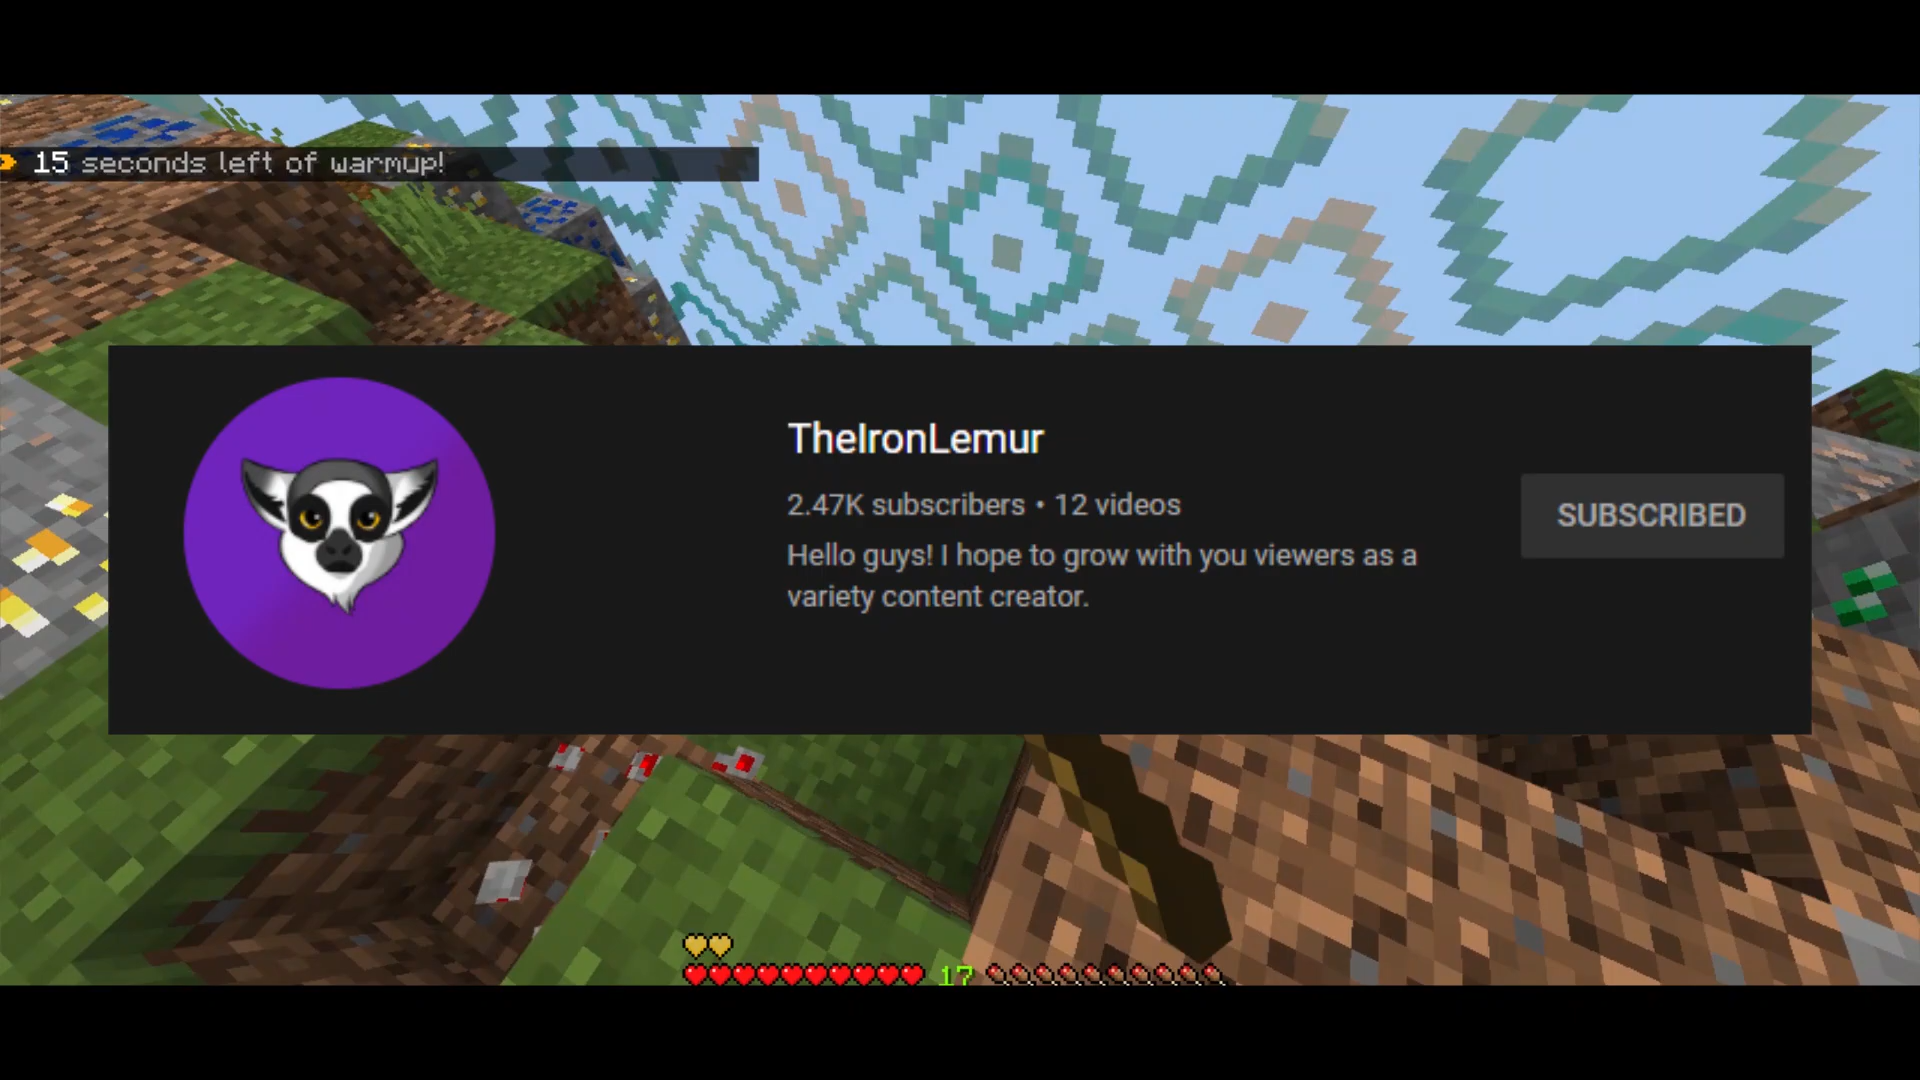 15 seconds left of warmup!
TheIronLemur
2.47K subscribers • 12 videos
SUBSCRIBED
Hello guys! I hope to grow with you viewers as a
variety content creator.
17